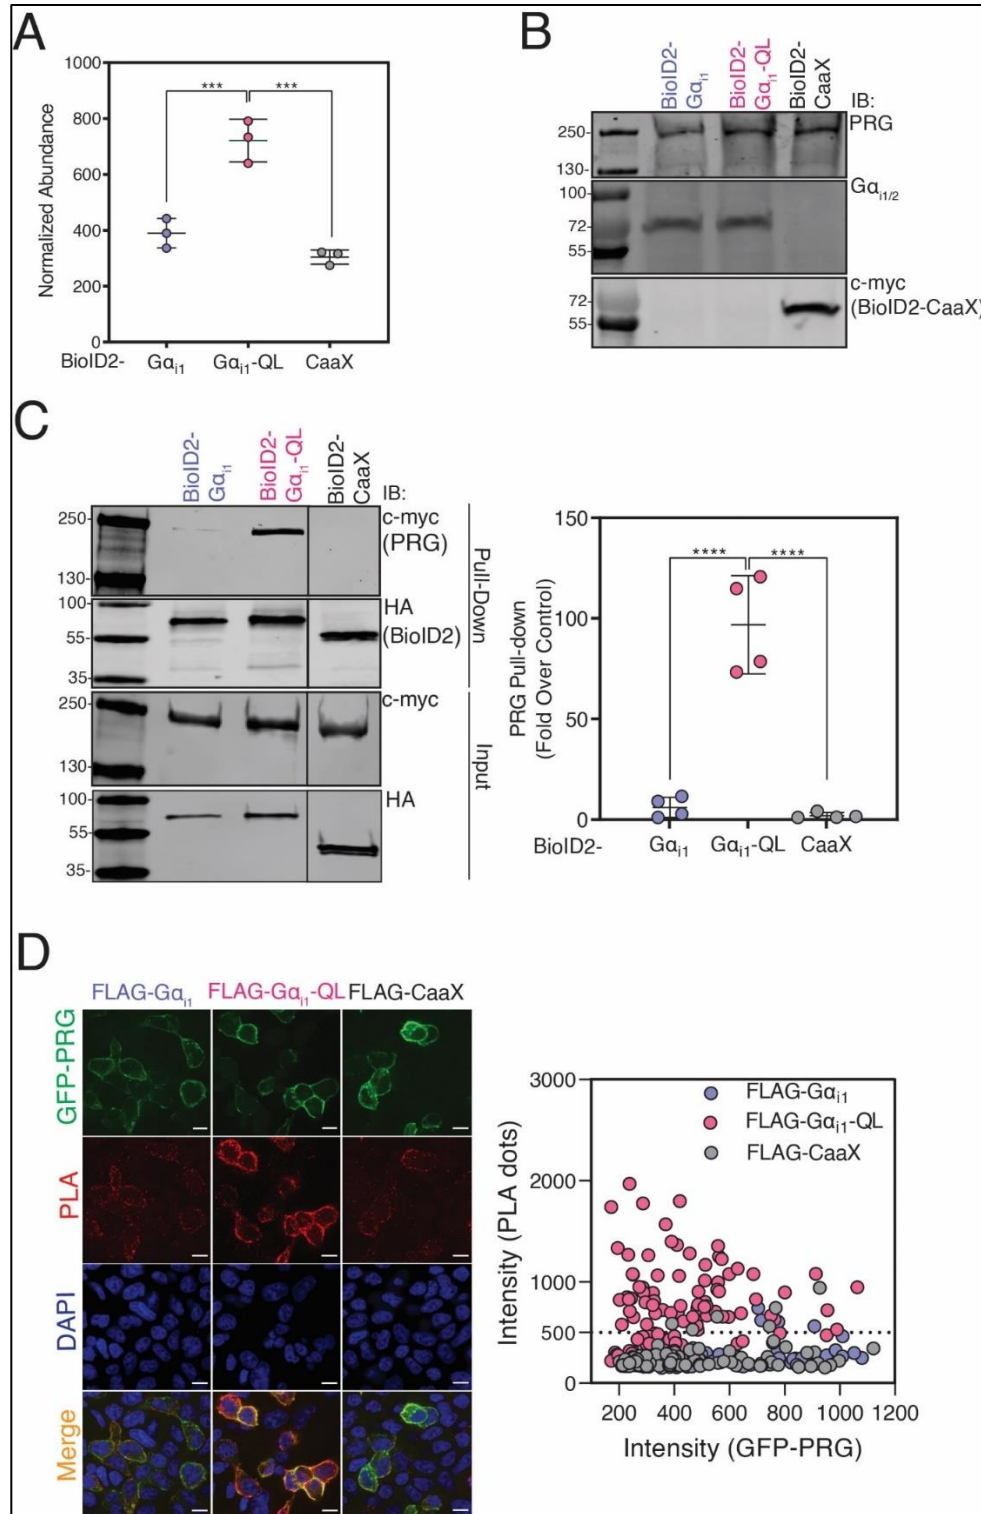 A
Normalized Abundance
1000
800
600
400
200
0
***
***
BioID2-
Gαi1
Gαi1-QL
CaaX
B
BioID2-
Gαi1
BioID2-
Gαi1-QL
BioID2-
CaaX
IB:
PRG
250-
130-
Gαi1/2
100-
72-
55-
c-myc
(BioID2-CaaX)
72-
55-
C
BioID2-
Gαi1
BioID2-
Gαi1-QL
BioID2-
CaaX
IB:
c-myc
(PRG)
250-
130-
HA
(BioID2)
100-
55-
35-
Pull-Down
c-myc
250-
130-
HA
100-
55-
35-
Input
PRG Pull-down
(Fold Over Control)
150
100
50
0
****
****
BioID2-
Gαi1
Gαi1-QL
CaaX
D
FLAG-Gαi1
FLAG-Gαi1-QL
FLAG-CaaX
GFP-PRG
PLA
DAPI
Merge
Intensity (PLA dots)
3000
2000
1000
500
0
FLAG-Gαi1
FLAG-Gαi1-QL
FLAG-CaaX
200
400
600
800
1000
1200
Intensity (GFP-PRG)